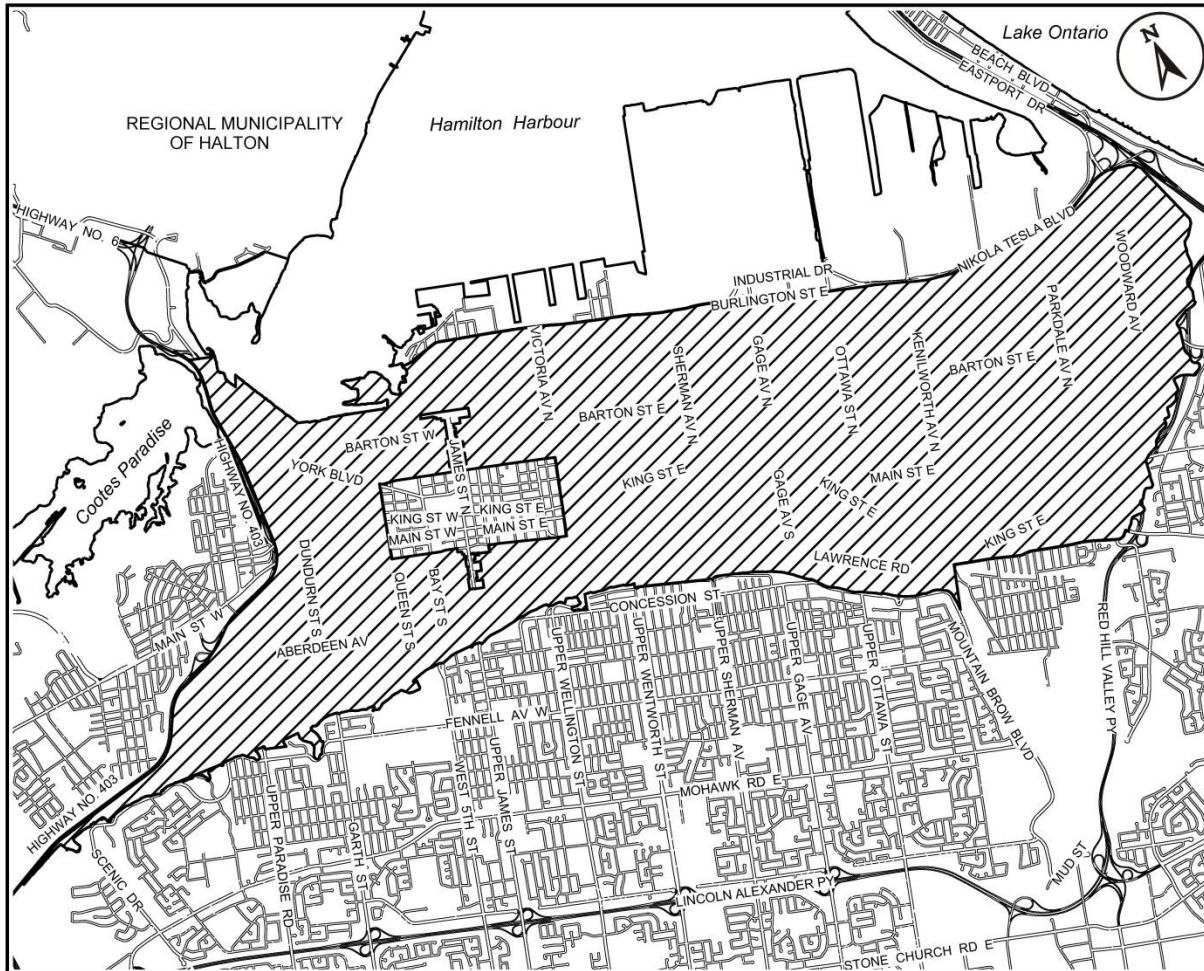 Lake Ontario
N
BEACH BLVD
EASTPORT DR
REGIONAL MUNICIPALITY
OF HALTON
Hamilton Harbour
HIGHWAY NO. 6
NIKOLA TESLA BLVD
WOODWARD AV
INDUSTRIAL DR
BURLINGTON ST E
PARKDALE AV N
VICTORIA AV N
SHERMAN AV N
GAGE AV N
OTTAWA ST N
KENILWORTH AV N
BARTON ST E
BARTON ST E
Cootes Paradise
HIGHWAY NO. 403
BARTON ST W
JAMES ST N
YORK BLVD
KING ST E
MAIN ST E
KING ST E
GAGE AV S
KING ST W
KING ST E
MAIN ST W
MAIN ST E
KING ST E
DUNDURN ST S
QUEEN ST S
BAY ST S
LAWRENCE RD
MAIN ST W
ABERDEEN AV
CONCESSION ST
UPPER WELLINGTON ST
UPPER WENTWORTH ST
UPPER SHERMAN AV
UPPER GAGE AV
UPPER OTTAWA ST
MOUNTAIN BROW BLVD
RED HILL VALLEY PY
FENNELL AV W
WEST 5TH ST
UPPER JAMES ST
MOHAWK RD E
HIGHWAY NO. 403
SCENIC DR
UPPER PARADISE RD
GARTH ST
MUD ST
LINCOLN ALEXANDER PY
STONE CHURCH RD E